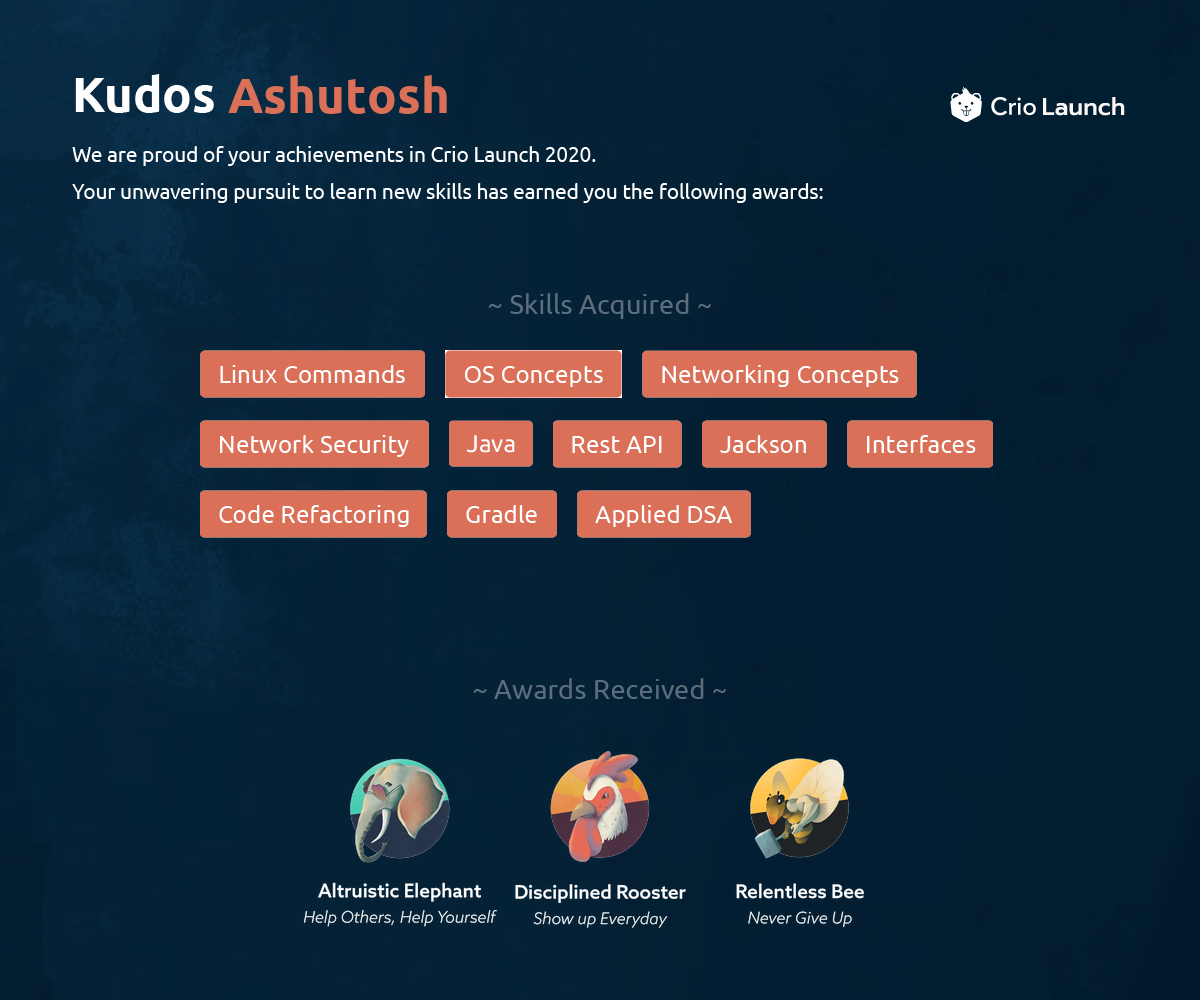 Kudos Ashutosh
Crio Launch
We are proud of your achievements in Crio Launch 2020.
Your unwavering pursuit to learn new skills has earned you the following awards:
~ Skills Acquired ~
Linux Commands OS Concepts Networking Concepts
Network Security Java Rest API Jackson Interfaces
Code Refactoring Gradle Applied DSA
~ Awards Received ~
Altruistic Elephant Disciplined Rooster Relentless Bee
Help Others, Help Yourself Show up Everyday Never Give Up